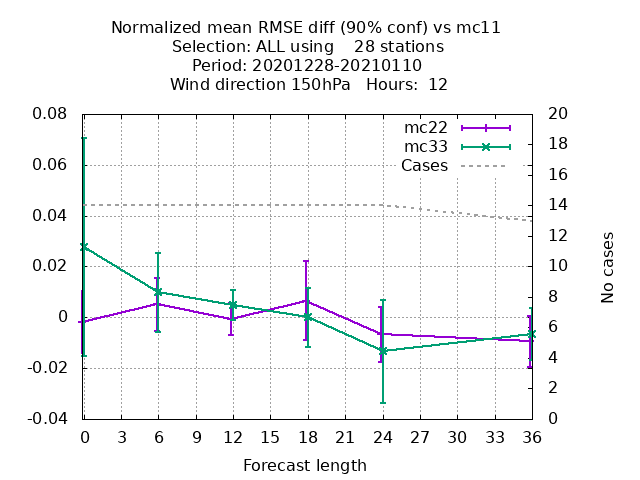 Normalized mean RMSE diff (90% conf) vs mc11
Selection: ALL using    28 stations
Period: 20201228-20210110
Wind direction 150hPa   Hours:  12
mc22
mc33
Cases
0.08
0.06
0.04
0.02
0
-0.02
-0.04
20
18
16
14
12
10
8
6
4
2
0
No cases
0 3 6 9 12 15 18 21 24 27 30 33 36
Forecast length